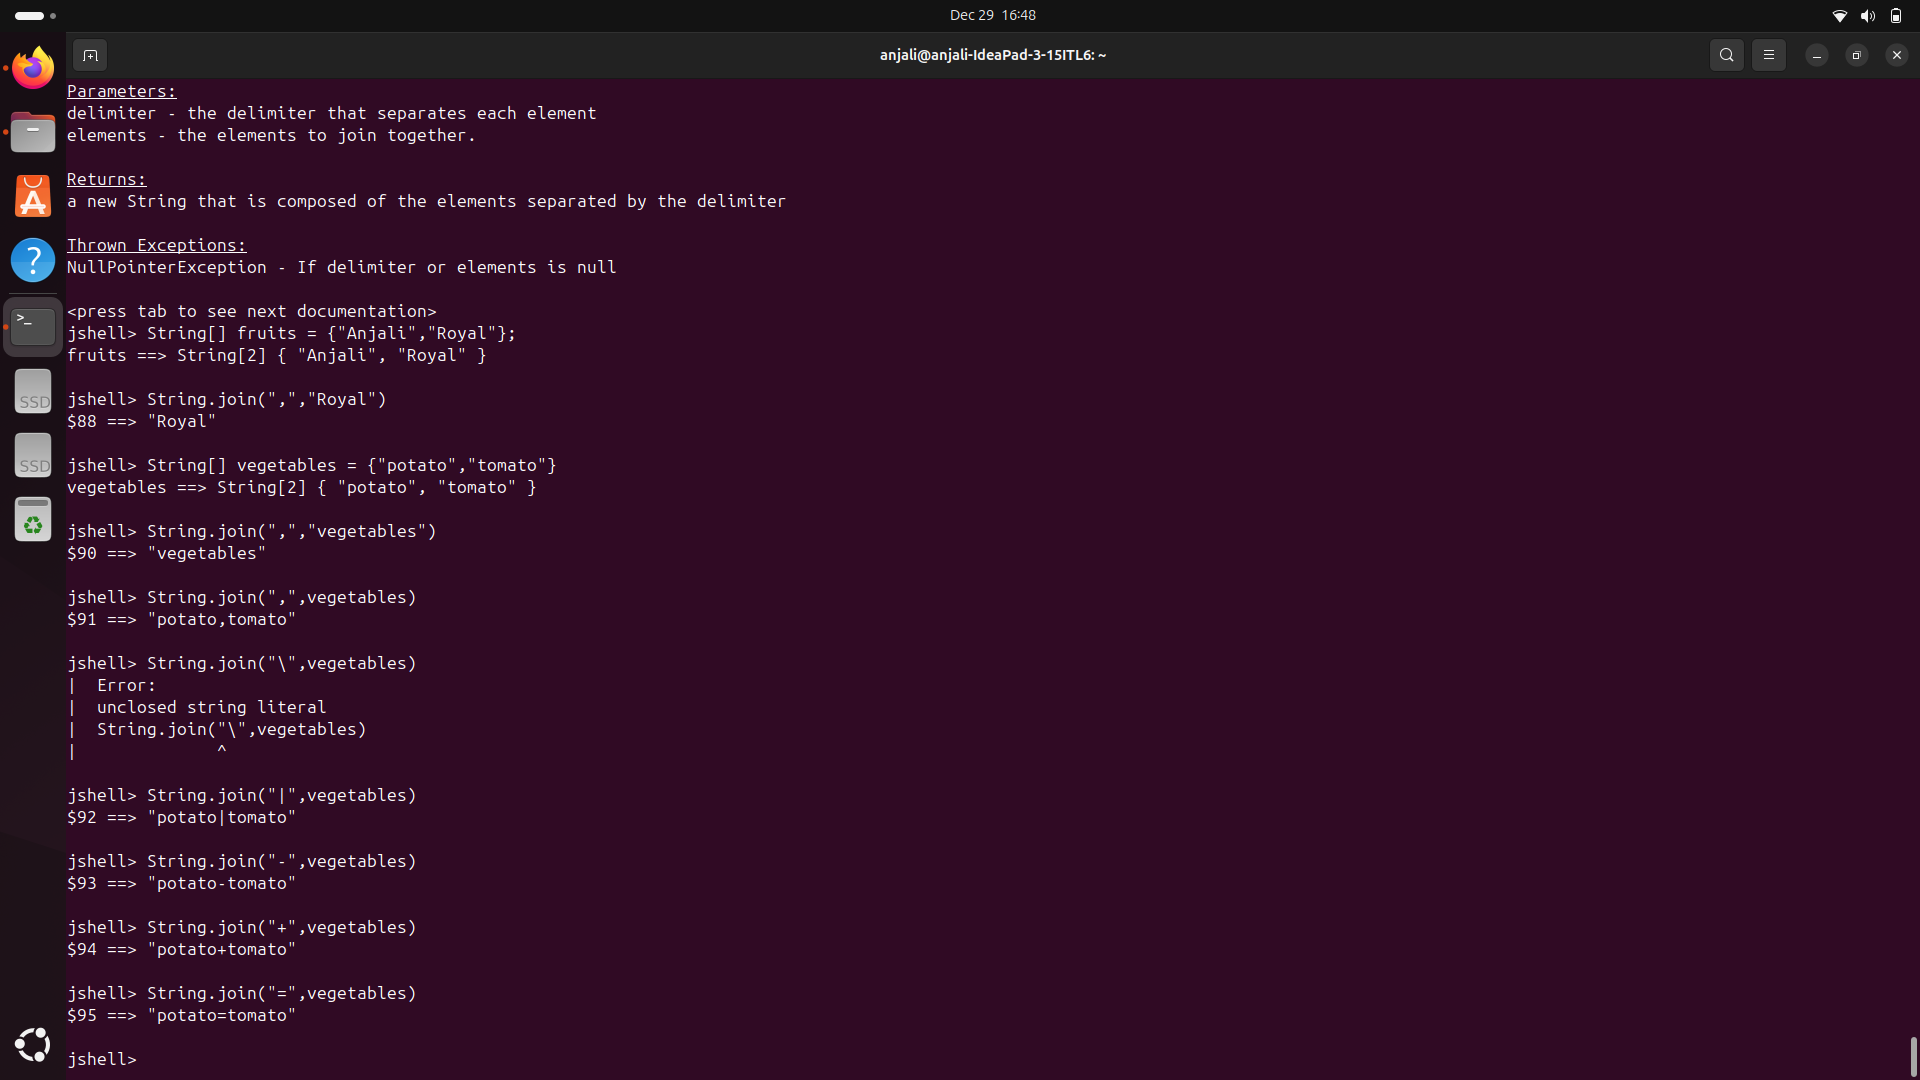 Dec 29 16:48
anjali@anjali-IdeaPad-3-15ITL6: ~
Parameters:
delimiter - the delimiter that separates each element
elements - the elements to join together.
Returns:
a new String that is composed of the elements separated by the delimiter
Thrown Exceptions:
NullPointerException - If delimiter or elements is null
<press tab to see next documentation>
jshell> String[] fruits = {"Anjali","Royal"};
fruits ==> String[2] { "Anjali", "Royal" }
jshell> String.join(",","Royal")
$88 ==> "Royal"
jshell> String[] vegetables = {"potato","tomato"}
vegetables ==> String[2] { "potato", "tomato" }
jshell> String.join(",","vegetables")
$90 ==> "vegetables"
jshell> String.join(",",vegetables)
$91 ==> "potato,tomato"
jshell> String.join("\",vegetables)
|  Error:
|  unclosed string literal
|  String.join("\",vegetables)
|              ^
jshell> String.join("|",vegetables)
$92 ==> "potato|tomato"
jshell> String.join("-",vegetables)
$93 ==> "potato-tomato"
jshell> String.join("+",vegetables)
$94 ==> "potato+tomato"
jshell> String.join("=",vegetables)
$95 ==> "potato=tomato"
jshell>
>_
SSD
SSD